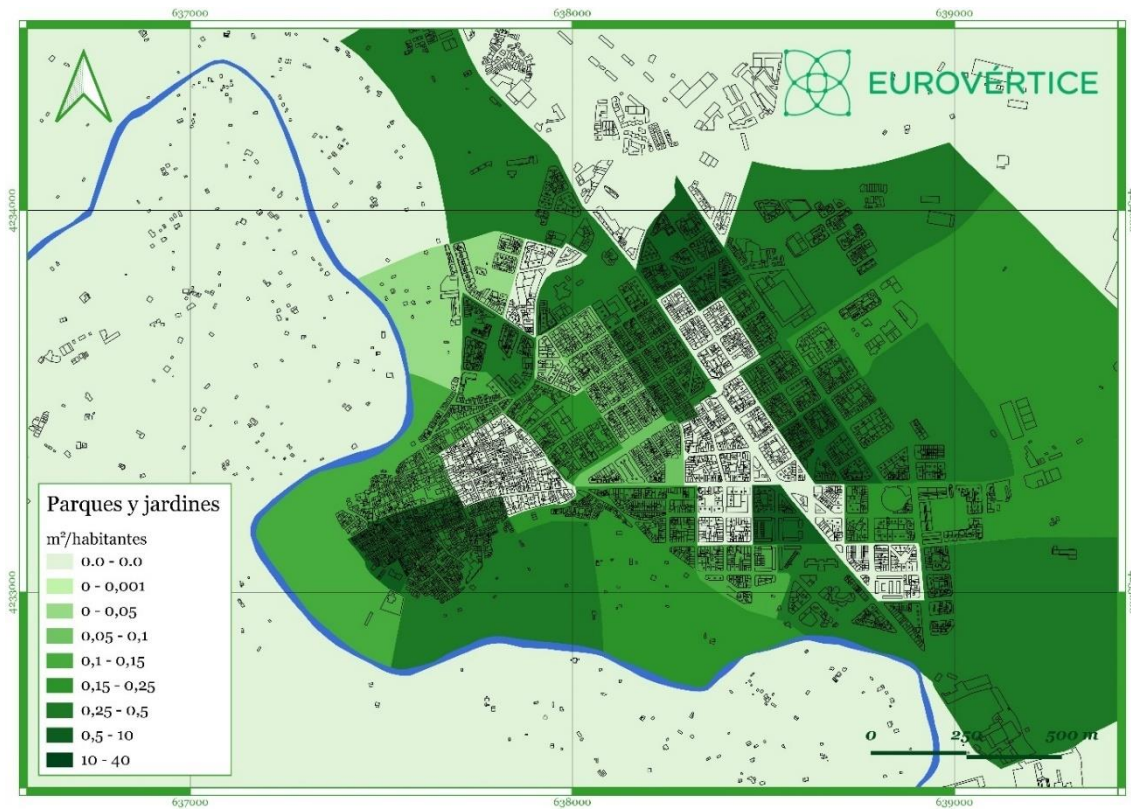 637000 638000 639000
EUROVÉRTICE
4234000
4233000
Parques y jardines
m²/habitantes
0.0 - 0.0
0 - 0,001
0 - 0,05
0,05 - 0,1
0,1 - 0,15
0,15 - 0,25
0,25 - 0,5
0,5 - 10
10 - 40
0 250 500 m
637000 638000 639000